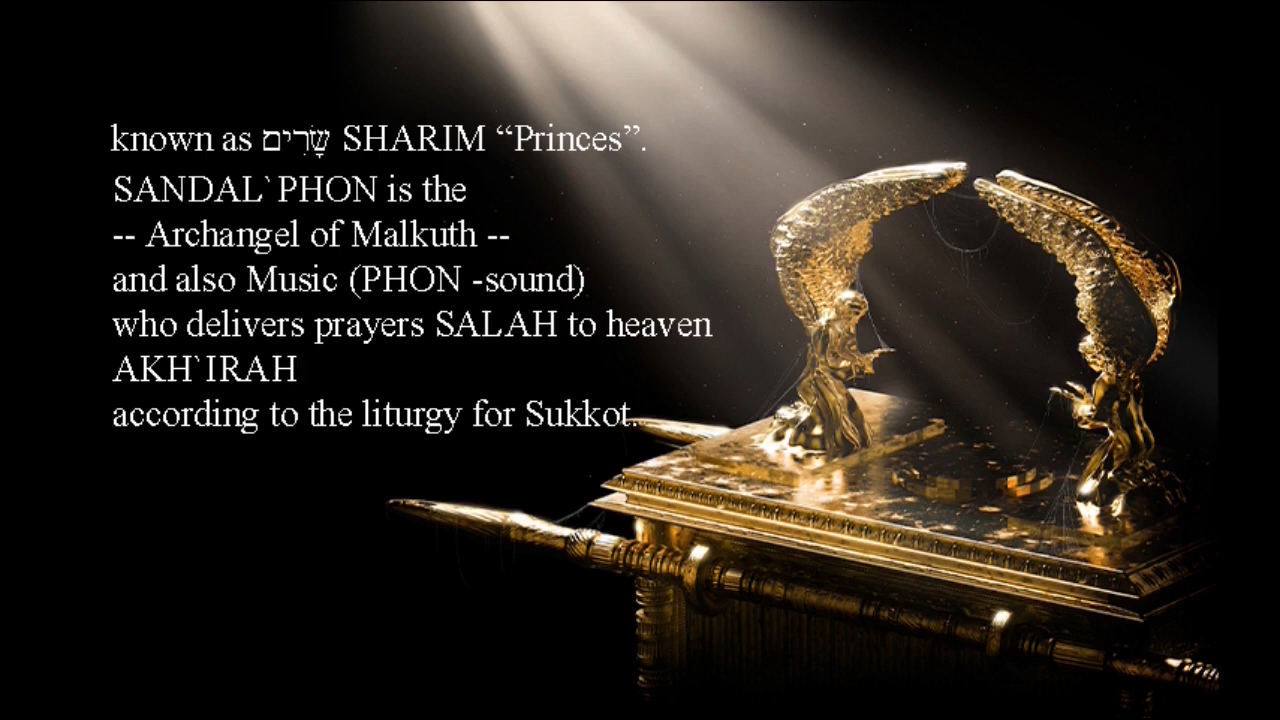 known as שָׂרִים SHARIM “Princes”.
SANDAL`PHON is the
-- Archangel of Malkuth --
and also Music (PHON -sound)
who delivers prayers SALAH to heaven
AKH`IRAH
according to the liturgy for Sukkot.